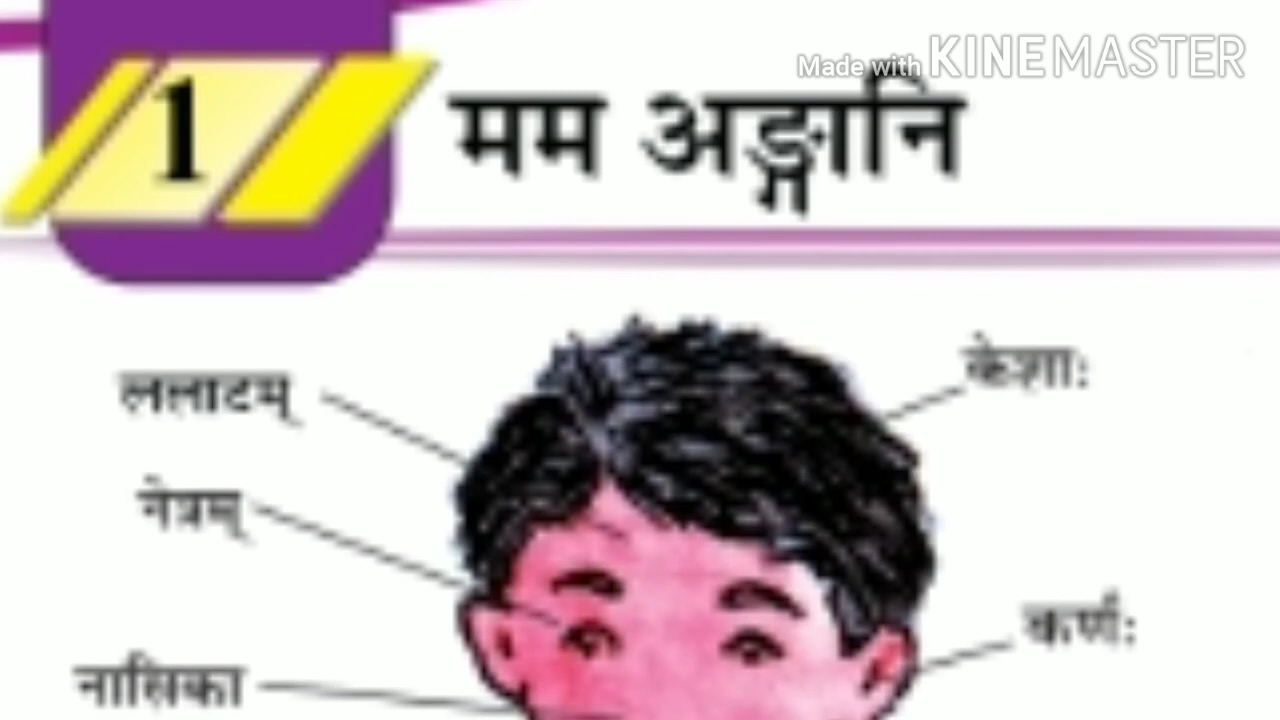 Made with KINEMASTER
1 मम अङ्गानि
ललाटम्
केशाः
नेत्रम्
कर्णः
नासिका